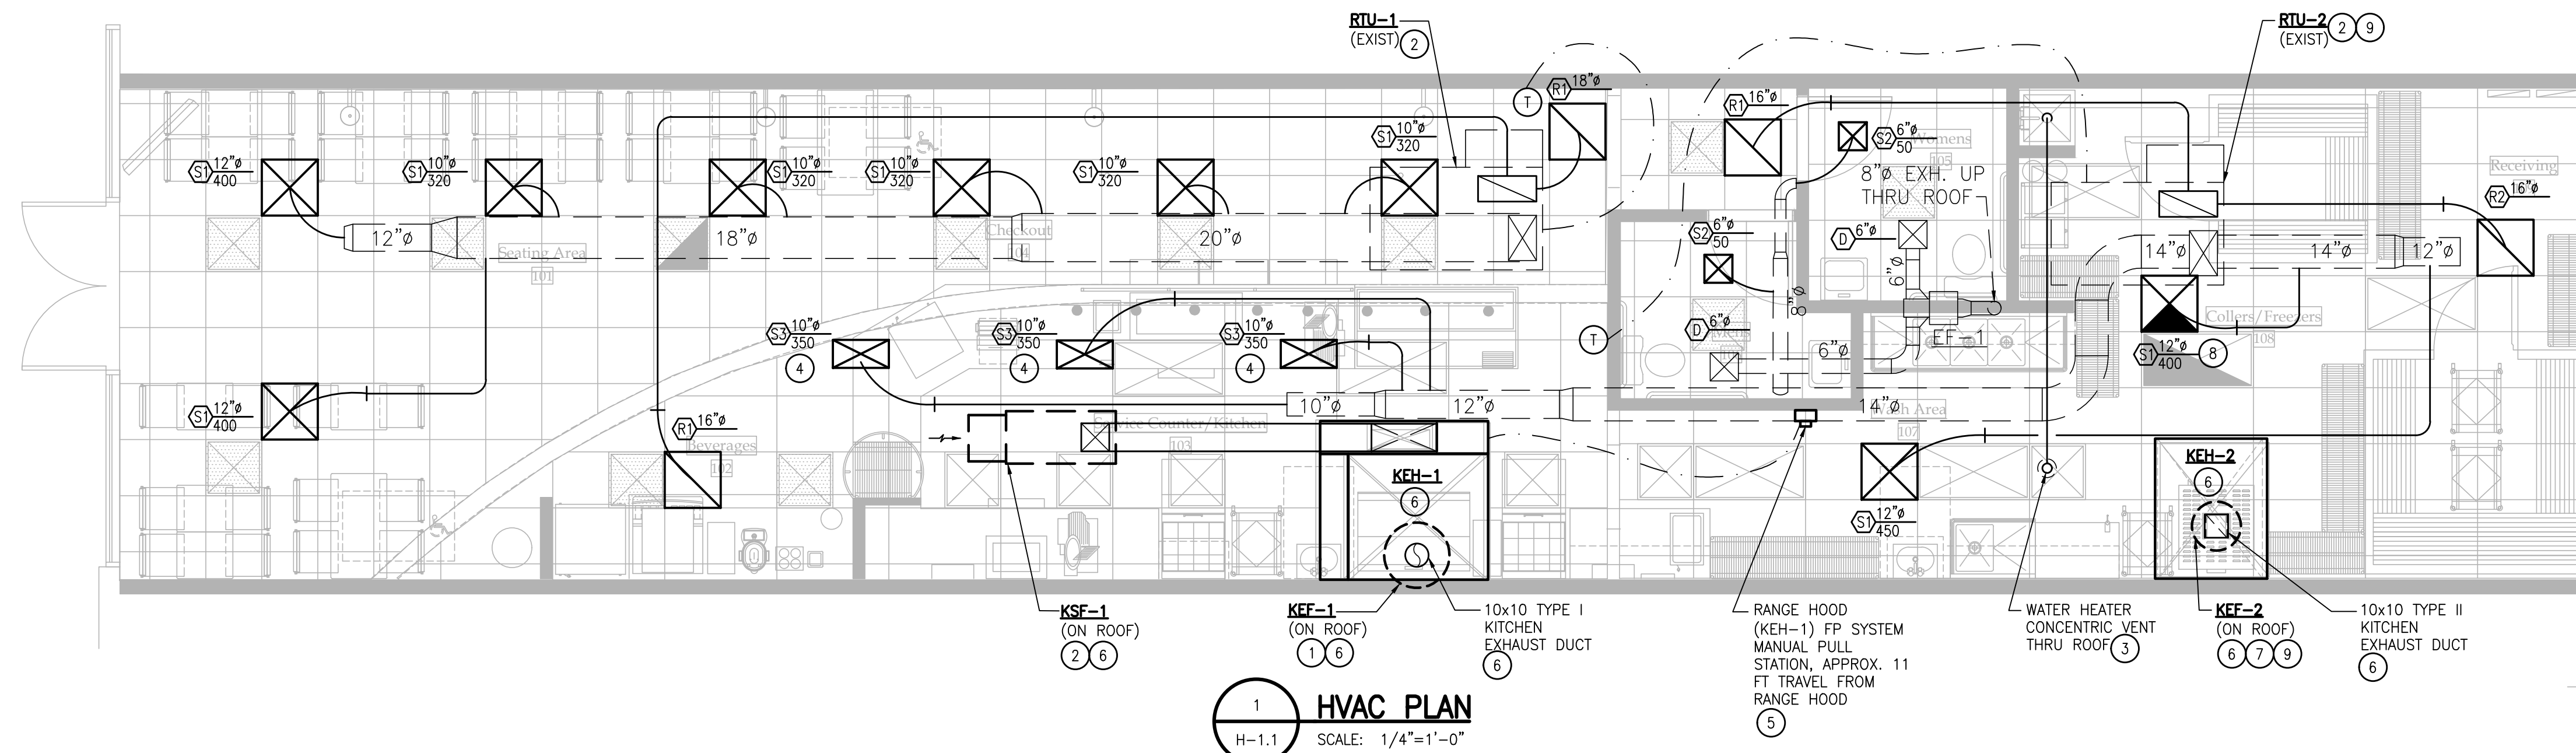 RTU-1
(EXIST) 2
RTU-2 2 9
(EXIST)
R1 18"ø
T
R1 16"ø
S1 10"ø
320
S2 6"ø
50
Womens
105
8"ø EXH. UP
THRU ROOF
Receiving
R2 16"ø
S1 12"ø
400
S1 10"ø
320
S1 10"ø
320
S1 10"ø
320
S1 10"ø
320
12"ø
18"ø
20"ø
Seating Area
101
Checkout
104
S2 6"ø
50
D 6"ø
6"ø
8"ø
14"ø
14"ø
12"ø
S3 10"ø
350
4
S3 10"ø
350
4
S3 10"ø
350
4
T
D 6"ø
6"ø
EF-1
Collers/Freezers
108
S1 12"ø
400
8
S1 12"ø
400
R1 16"ø
Beverages
102
Service Counter/Kitchen
103
10"ø
12"ø
14"ø
Wash Area
107
KEH-1
6
KEH-2
6
S1 12"ø
450
KSF-1
(ON ROOF)
2 6
KEF-1
(ON ROOF)
1 6
10x10 TYPE I
KITCHEN
EXHAUST DUCT
6
RANGE HOOD
(KEH-1) FP SYSTEM
MANUAL PULL
STATION, APPROX. 11
FT TRAVEL FROM
RANGE HOOD
5
WATER HEATER
CONCENTRIC VENT
THRU ROOF 3
KEF-2
(ON ROOF)
6 7 9
10x10 TYPE II
KITCHEN
EXHAUST DUCT
6
1
H-1.1
HVAC PLAN
SCALE: 1/4"=1'-0"